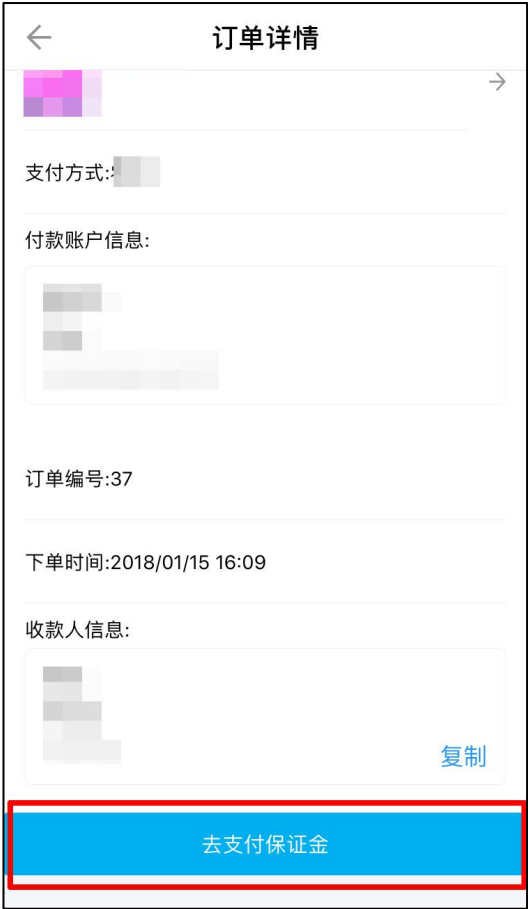 订单详情
支付方式:
付款账户信息:
订单编号:37
下单时间:2018/01/15 16:09
收款人信息:
复制
去支付保证金